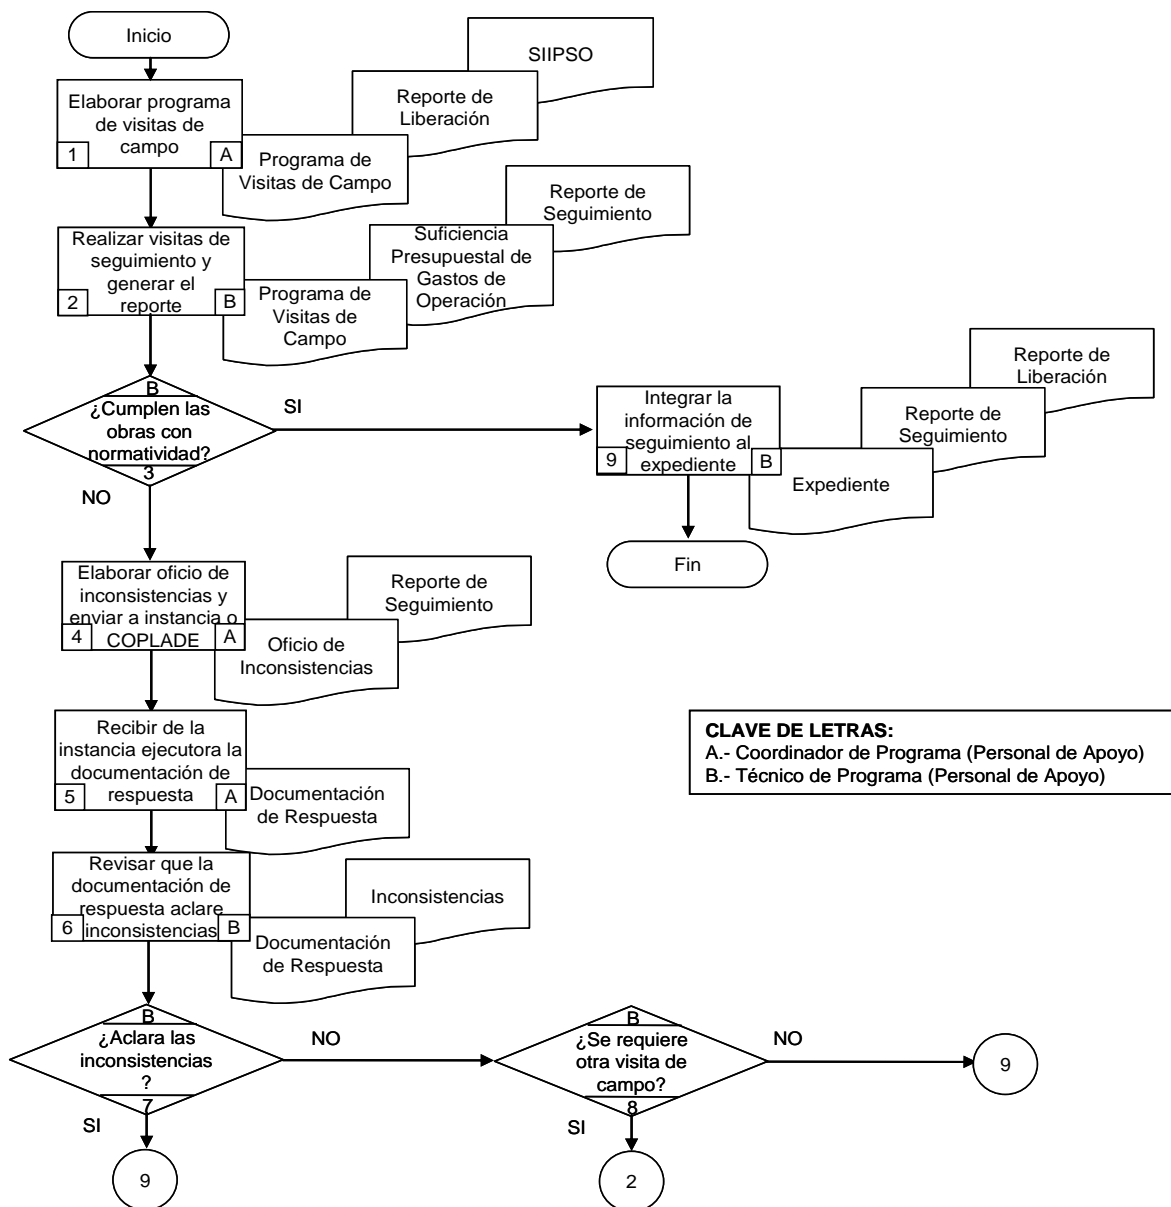 Inicio
SIIPSO
Reporte de
Liberación
Elaborar programa
de visitas de
campo
1
A
Programa de
Visitas de Campo
Reporte de
Seguimiento
Suficiencia
Presupuestal de
Gastos de
Operación
Realizar visitas de
seguimiento y
generar el
reporte
2
B
Programa de
Visitas de
Campo
B
¿Cumplen las
obras con
normatividad?
3
SI
NO
Reporte de
Liberación
Reporte de
Seguimiento
Integrar la
información de
seguimiento al
expediente
9
B
Expediente
Fin
Elaborar oficio de
inconsistencias y
enviar a instancia o
COPLADE
4
A
Reporte de
Seguimiento
Oficio de
Inconsistencias
Recibir de la
instancia ejecutora la
documentación de
respuesta
5
A
Documentación
de Respuesta
CLAVE DE LETRAS:
A.- Coordinador de Programa (Personal de Apoyo)
B.- Técnico de Programa (Personal de Apoyo)
Revisar que la
documentación de
respuesta aclare
inconsistencias
6
B
Inconsistencias
Documentación
de Respuesta
B
¿Aclara las
inconsistencias
?
7
NO
SI
B
¿Se requiere
otra visita de
campo?
8
NO
SI
9
9
2